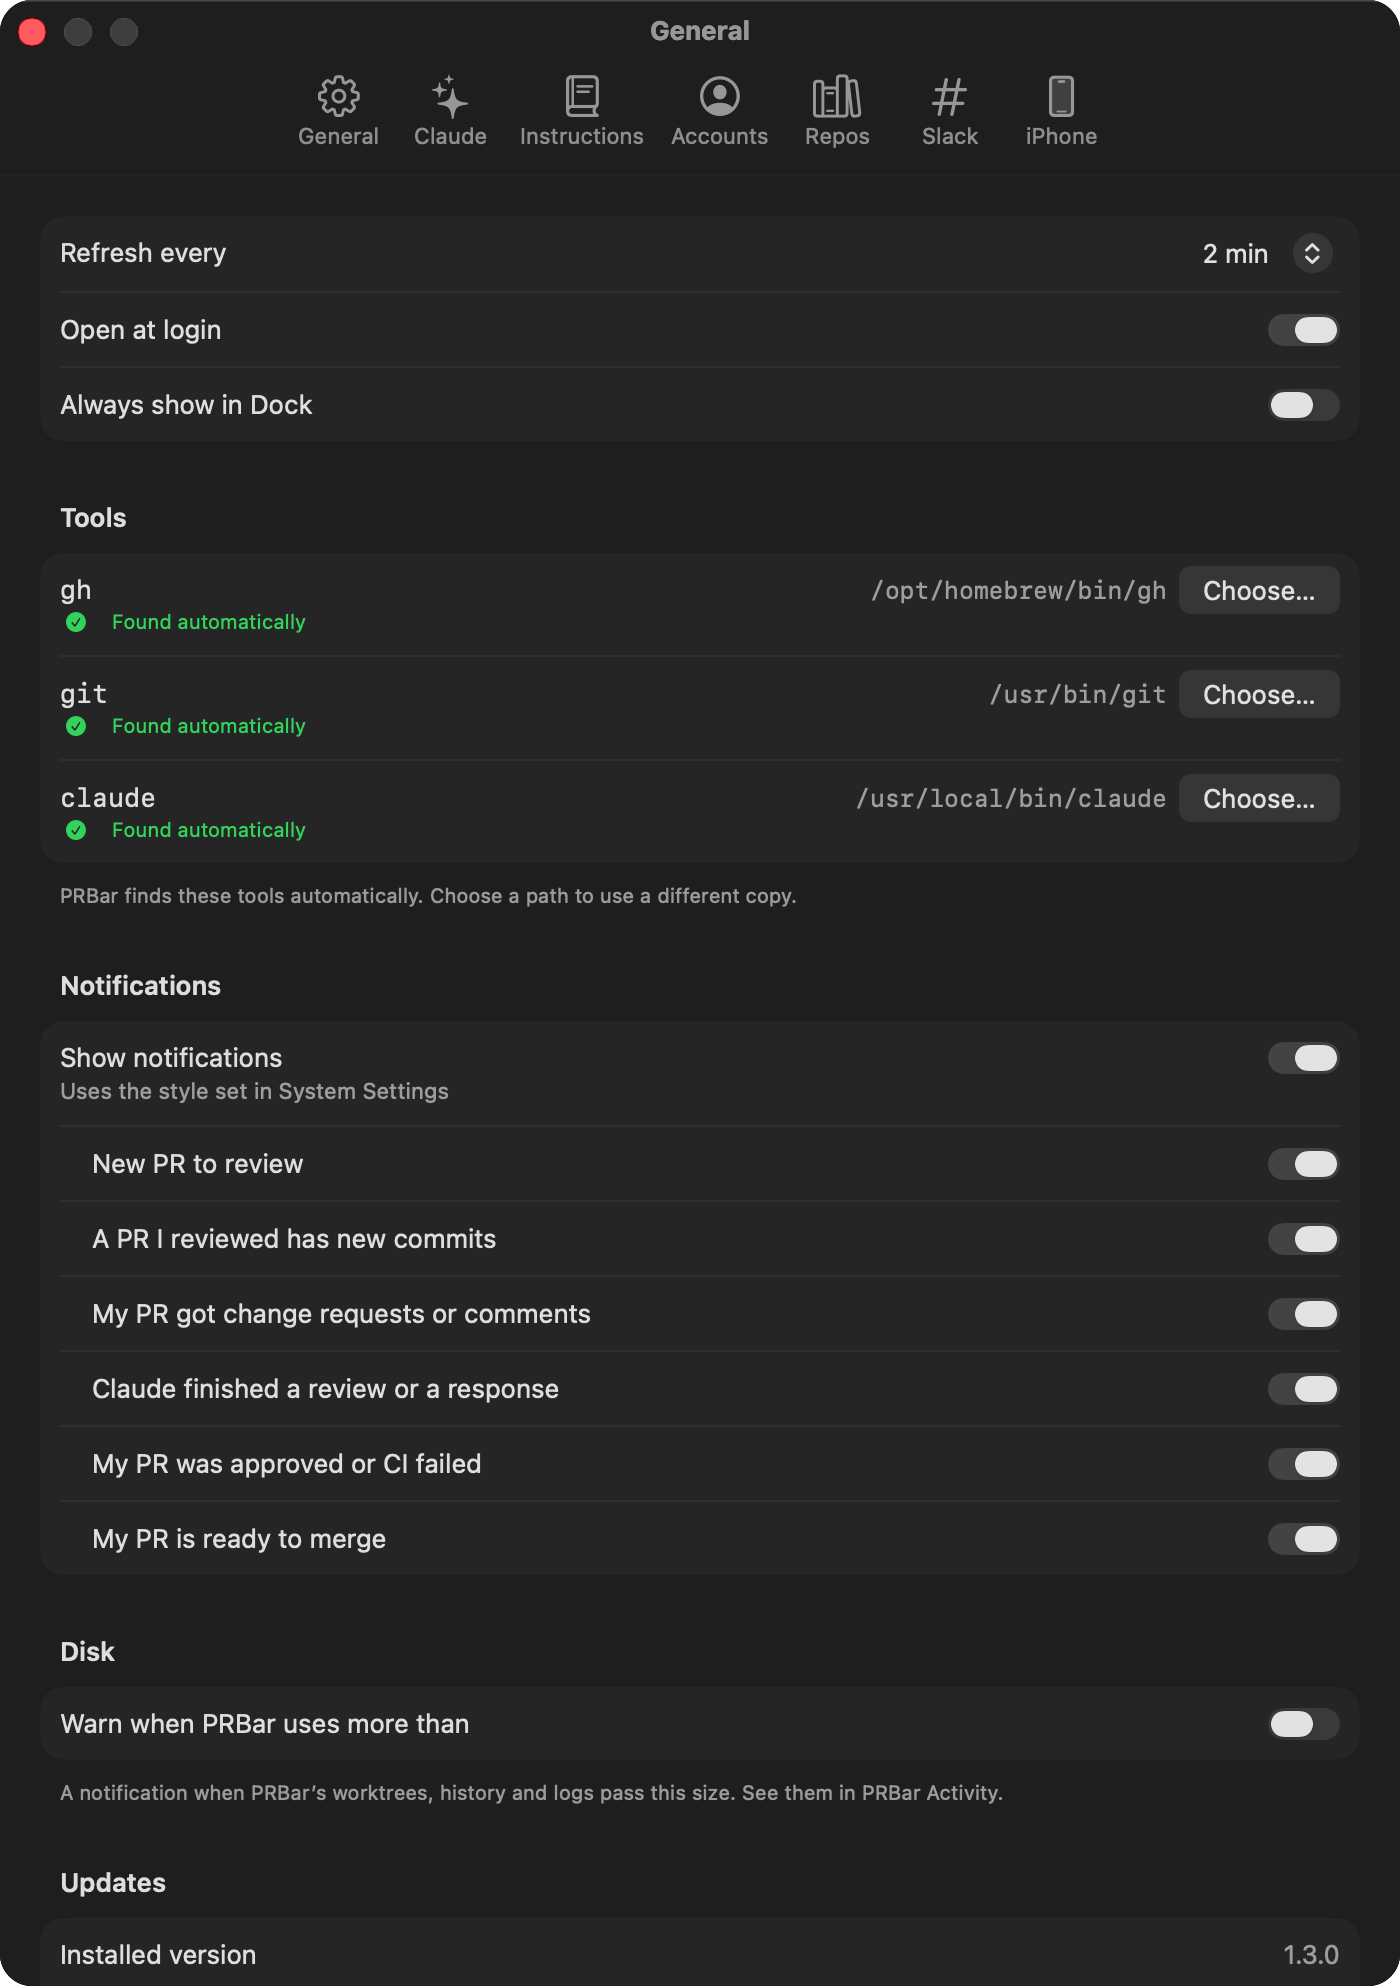 General
General
Claude
Instructions
Accounts
Repos
Slack
iPhone
Refresh every
2 min
Open at login
Always show in Dock
Tools
gh
/opt/homebrew/bin/gh
Choose...
Found automatically
git
/usr/bin/git
Choose...
Found automatically
claude
/usr/local/bin/claude
Choose...
Found automatically
PRBar finds these tools automatically. Choose a path to use a different copy.
Notifications
Show notifications
Uses the style set in System Settings
New PR to review
A PR I reviewed has new commits
My PR got change requests or comments
Claude finished a review or a response
My PR was approved or CI failed
My PR is ready to merge
Disk
Warn when PRBar uses more than
A notification when PRBar’s worktrees, history and logs pass this size. See them in PRBar Activity.
Updates
Installed version
1.3.0